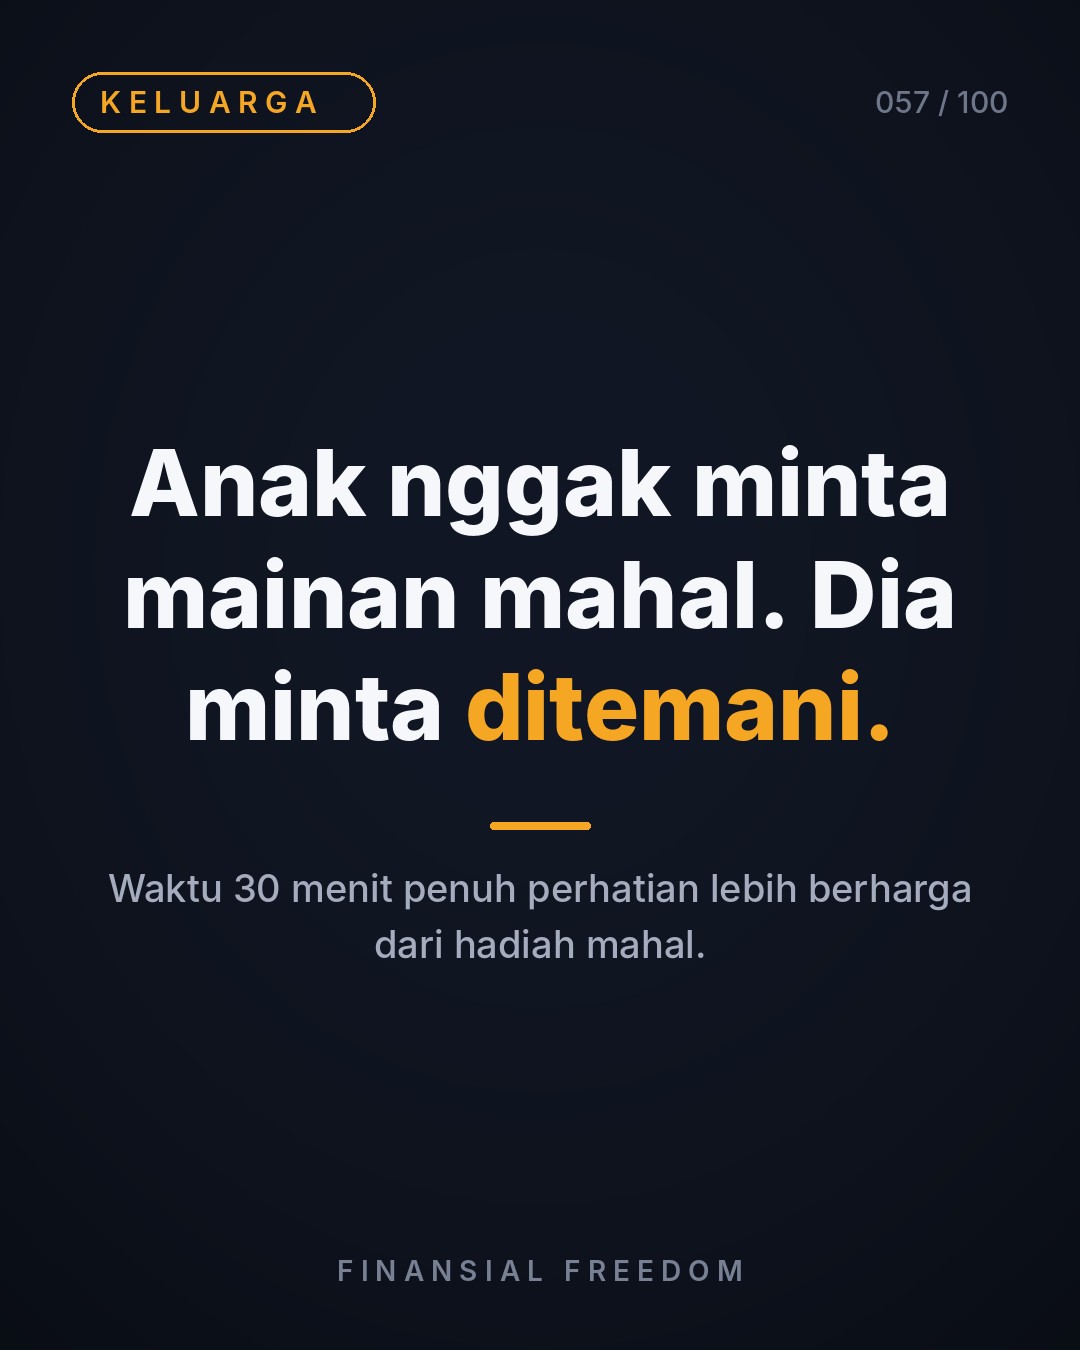 KELUARGA
057 / 100
Anak nggak minta
mainan mahal. Dia
minta ditemani.
Waktu 30 menit penuh perhatian lebih berharga
dari hadiah mahal.
FINANSIAL FREEDOM